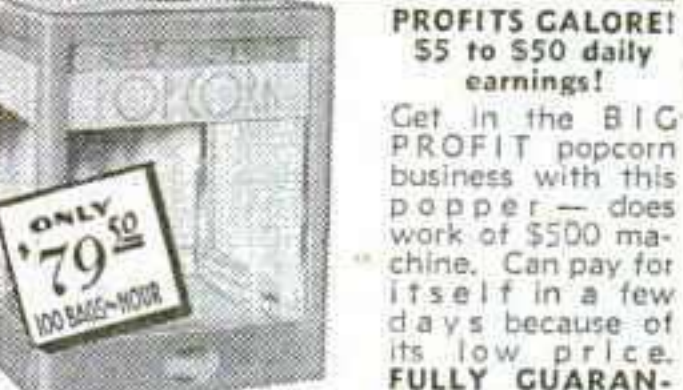 POPCORN
ONLY
$79.50
100 BAGS~HOUR
PROFITS GALORE!
$5 to $50 daily
earnings!
Get in the BIG
PROFIT popcorn
business with this
popper — does
work of $500 ma-
chine. Can pay for
itself in a few
days because of
its low price.
FULLY GUARAN-